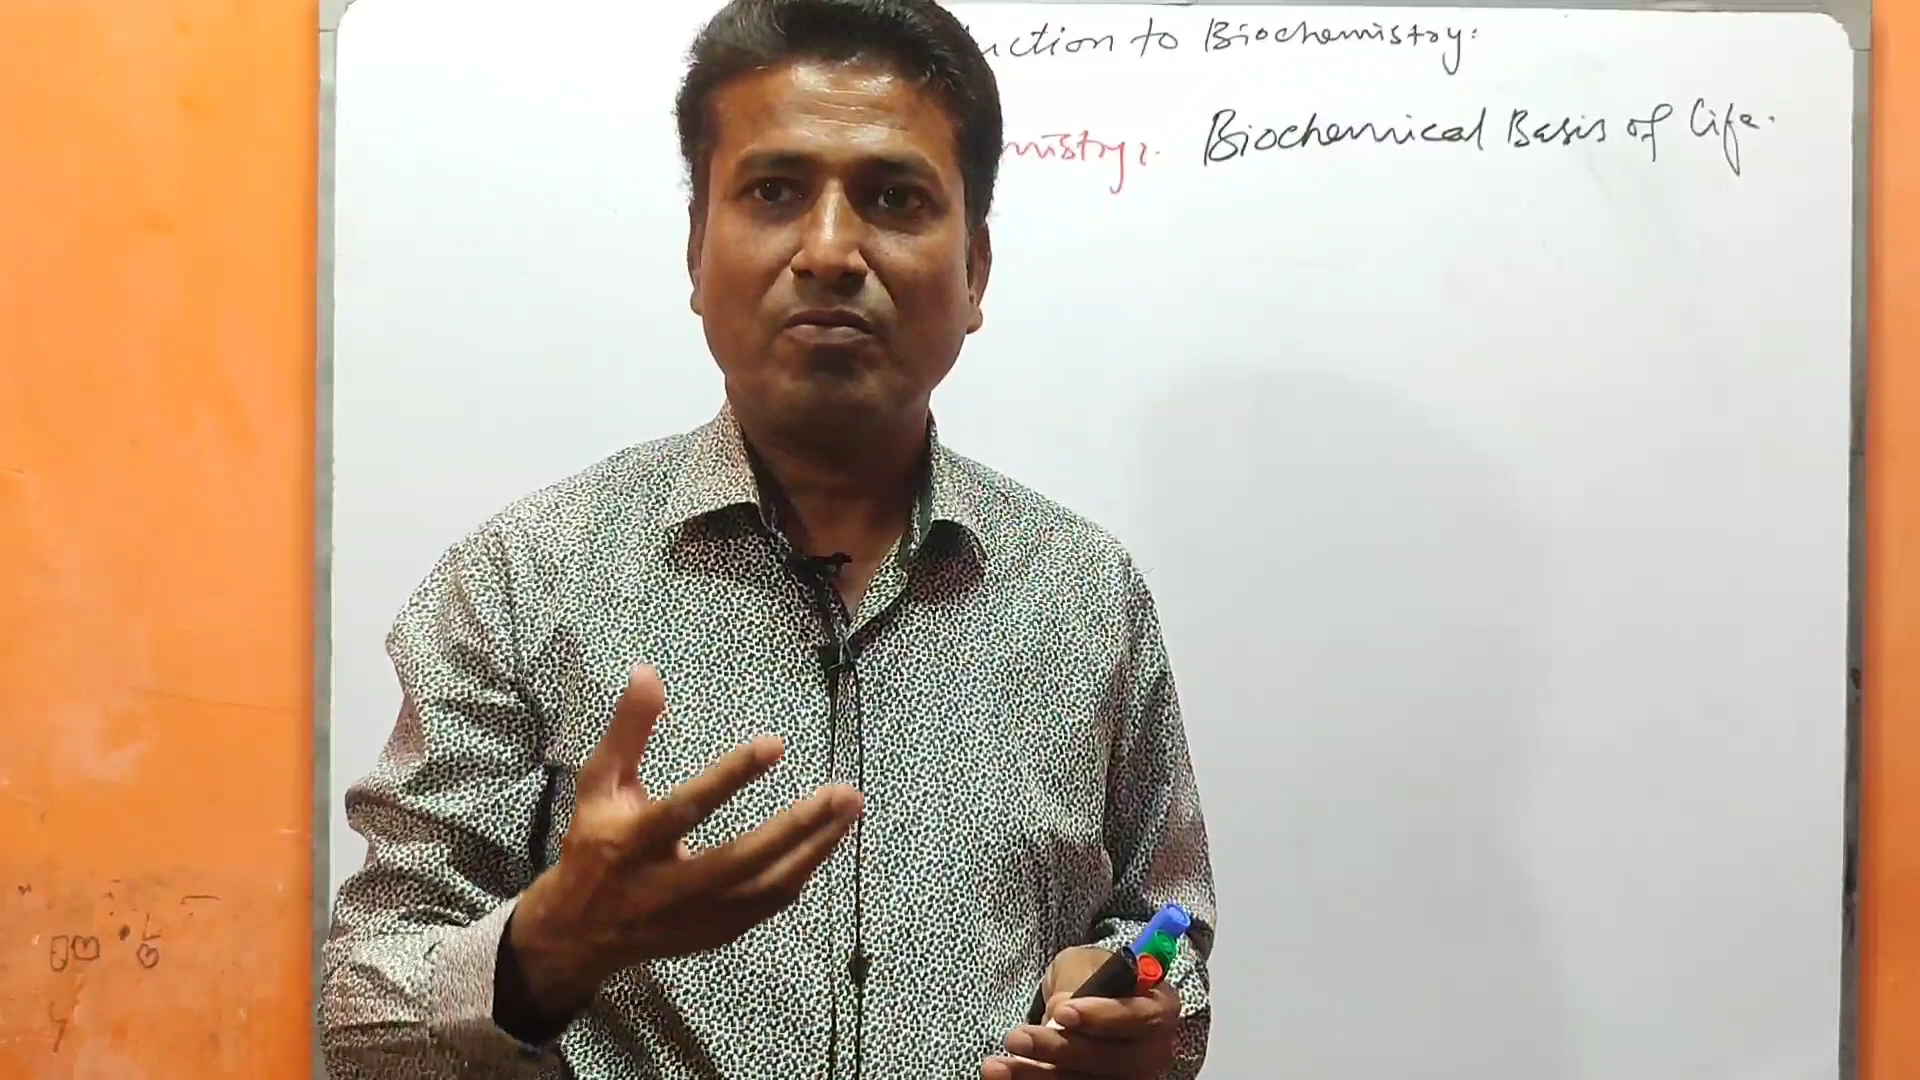 uction to Biochemistry:
mistry: Biochemical Basis of life.